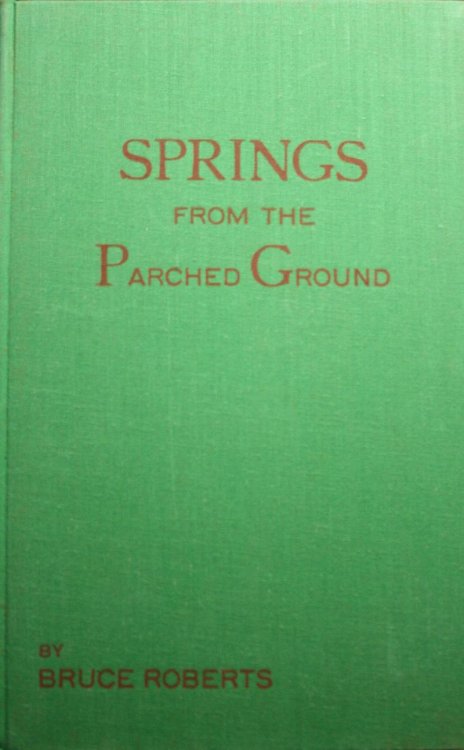 SPRINGS
FROM THE
PARCHED GROUND
BY
BRUCE ROBERTS